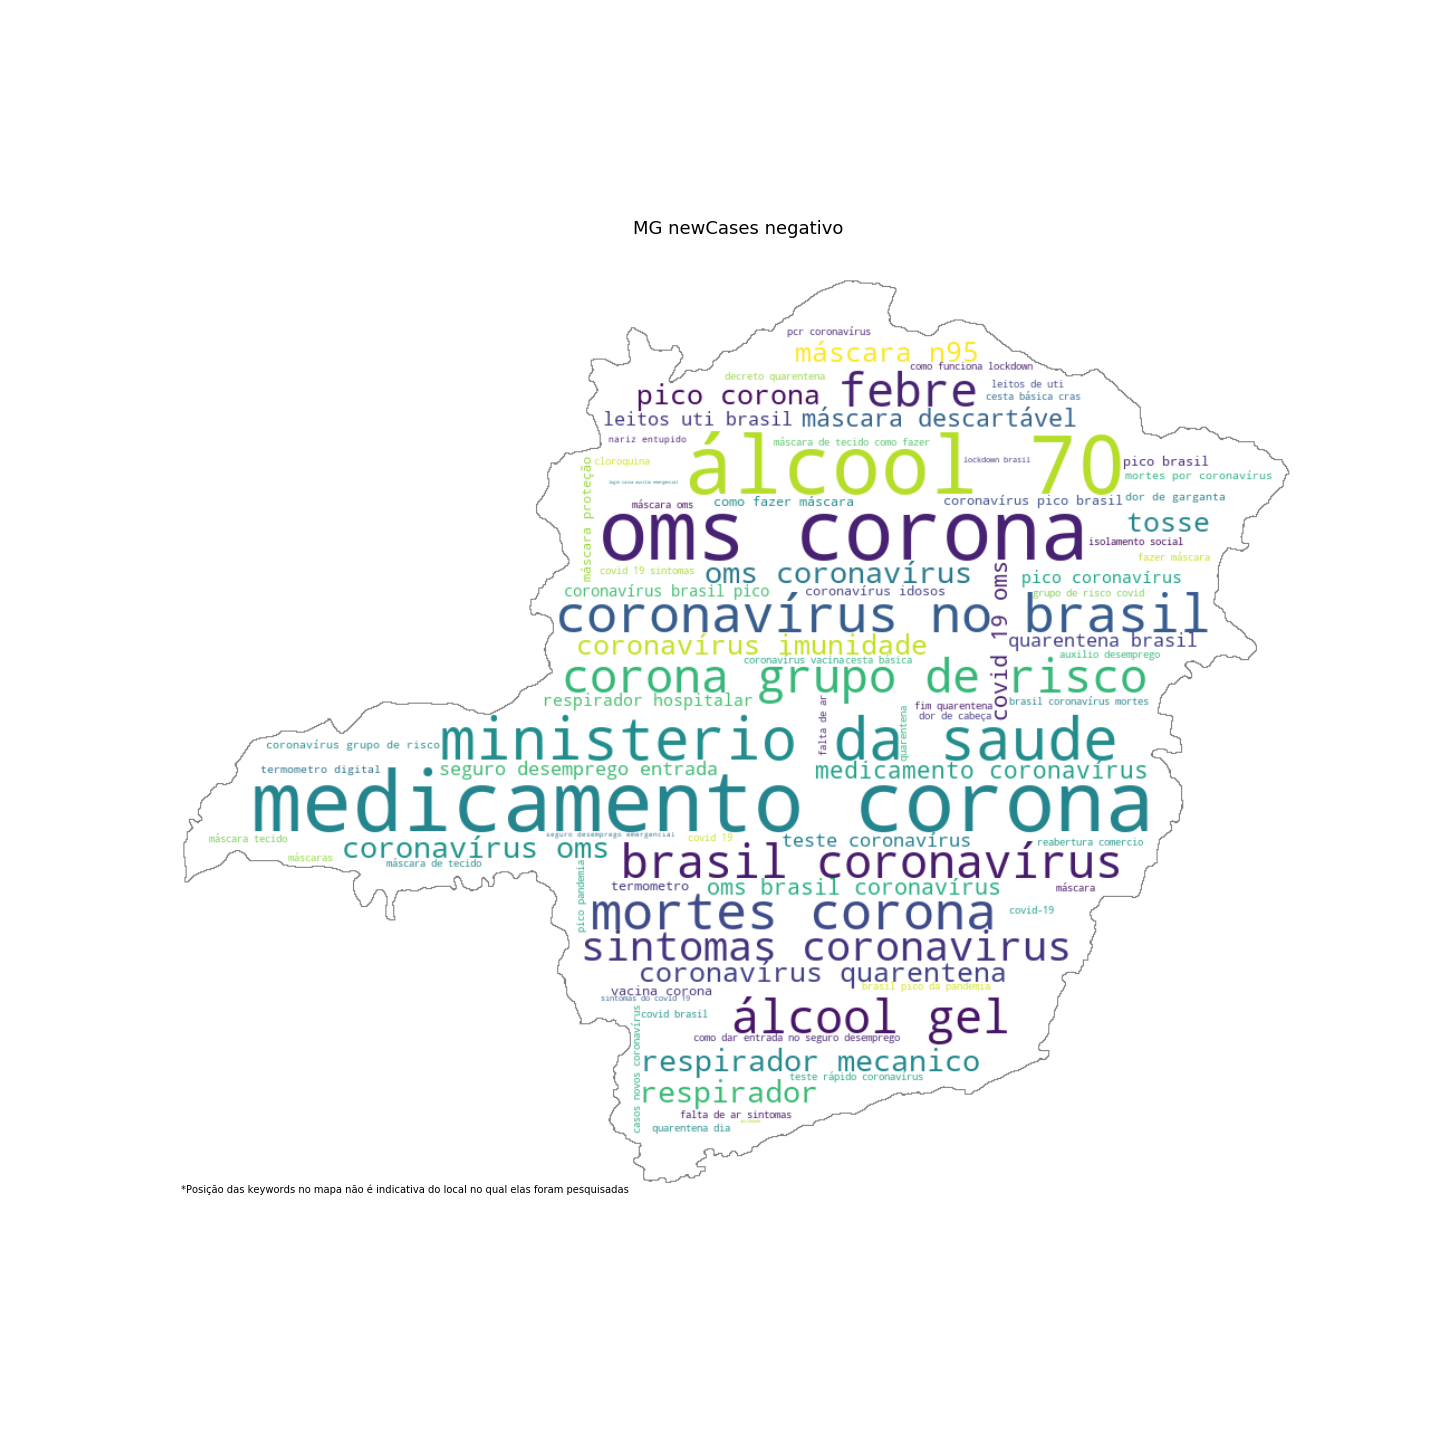 MG newCases negativo
pcr coronavírus
máscara n95
como funciona lockdown
decreto quarentena
febre
leitos de uti
pico corona
cesta básica cras
leitos uti brasil
máscara descartável
nariz entupido
máscara de tecido como fazer
álcool 70
lockdown brasil
pico brasil
cloroquina
máscara proteção
mortes por coronavírus
máscara oms
como fazer máscara
coronavírus pico brasil
dor de garganta
oms corona
tosse
isolamento social
fazer máscara
covid 19 sintomas
oms coronavírus
covid 19 oms
pico coronavírus
coronavírus brasil pico
coronavírus idosos
grupo de risco covid
coronavírus no brasil
coronavírus imunidade
quarentena brasil
coronavírus vacina
cesta básica
auxilio desemprego
corona grupo de risco
respirador hospitalar
falta de ar
quarentena
fim quarentena
dor de cabeça
brasil coronavírus mortes
coronavírus grupo de risco
ministerio da saude
termometro digital
seguro desemprego entrada
medicamento coronavírus
medicamento corona
máscara tecido
seguro desemprego emergencial
covid 19
teste coronavírus
reabertura comercio
máscaras
coronavírus oms
máscara de tecido
brasil coronavírus
pico pandemia
termometro
oms brasil coronavírus
máscara
mortes corona
covid-19
sintomas coronavirus
coronavírus quarentena
vacina corona
brasil pico da pandemia
sintomas do covid 19
covid brasil
álcool gel
casos novos coronavírus
como dar entrada no seguro desemprego
respirador mecanico
teste rápido coronavírus
respirador
falta de ar sintomas
quarentena dia
*Posição das keywords no mapa não é indicativa do local no qual elas foram pesquisadas